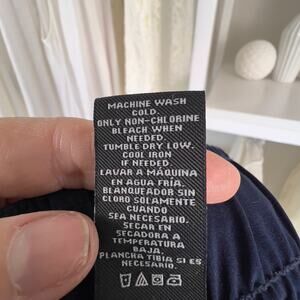 MACHINE WASH
COLD.
ONLY NON-CHLORINE
BLEACH WHEN
NEEDED.
TUMBLE DRY LOW.
COOL IRON
IF NEEDED.
LAVAR A MÁQUINA
EN AGUA FRÍA.
BLANQUEADOR SIN
CLORO SOLAMENTE
CUANDO
SEA NECESARIO.
SECAR EN
SECADORA A
TEMPERATURA
BAJA.
PLANCHA TIBIA SI ES
NECESARIO.